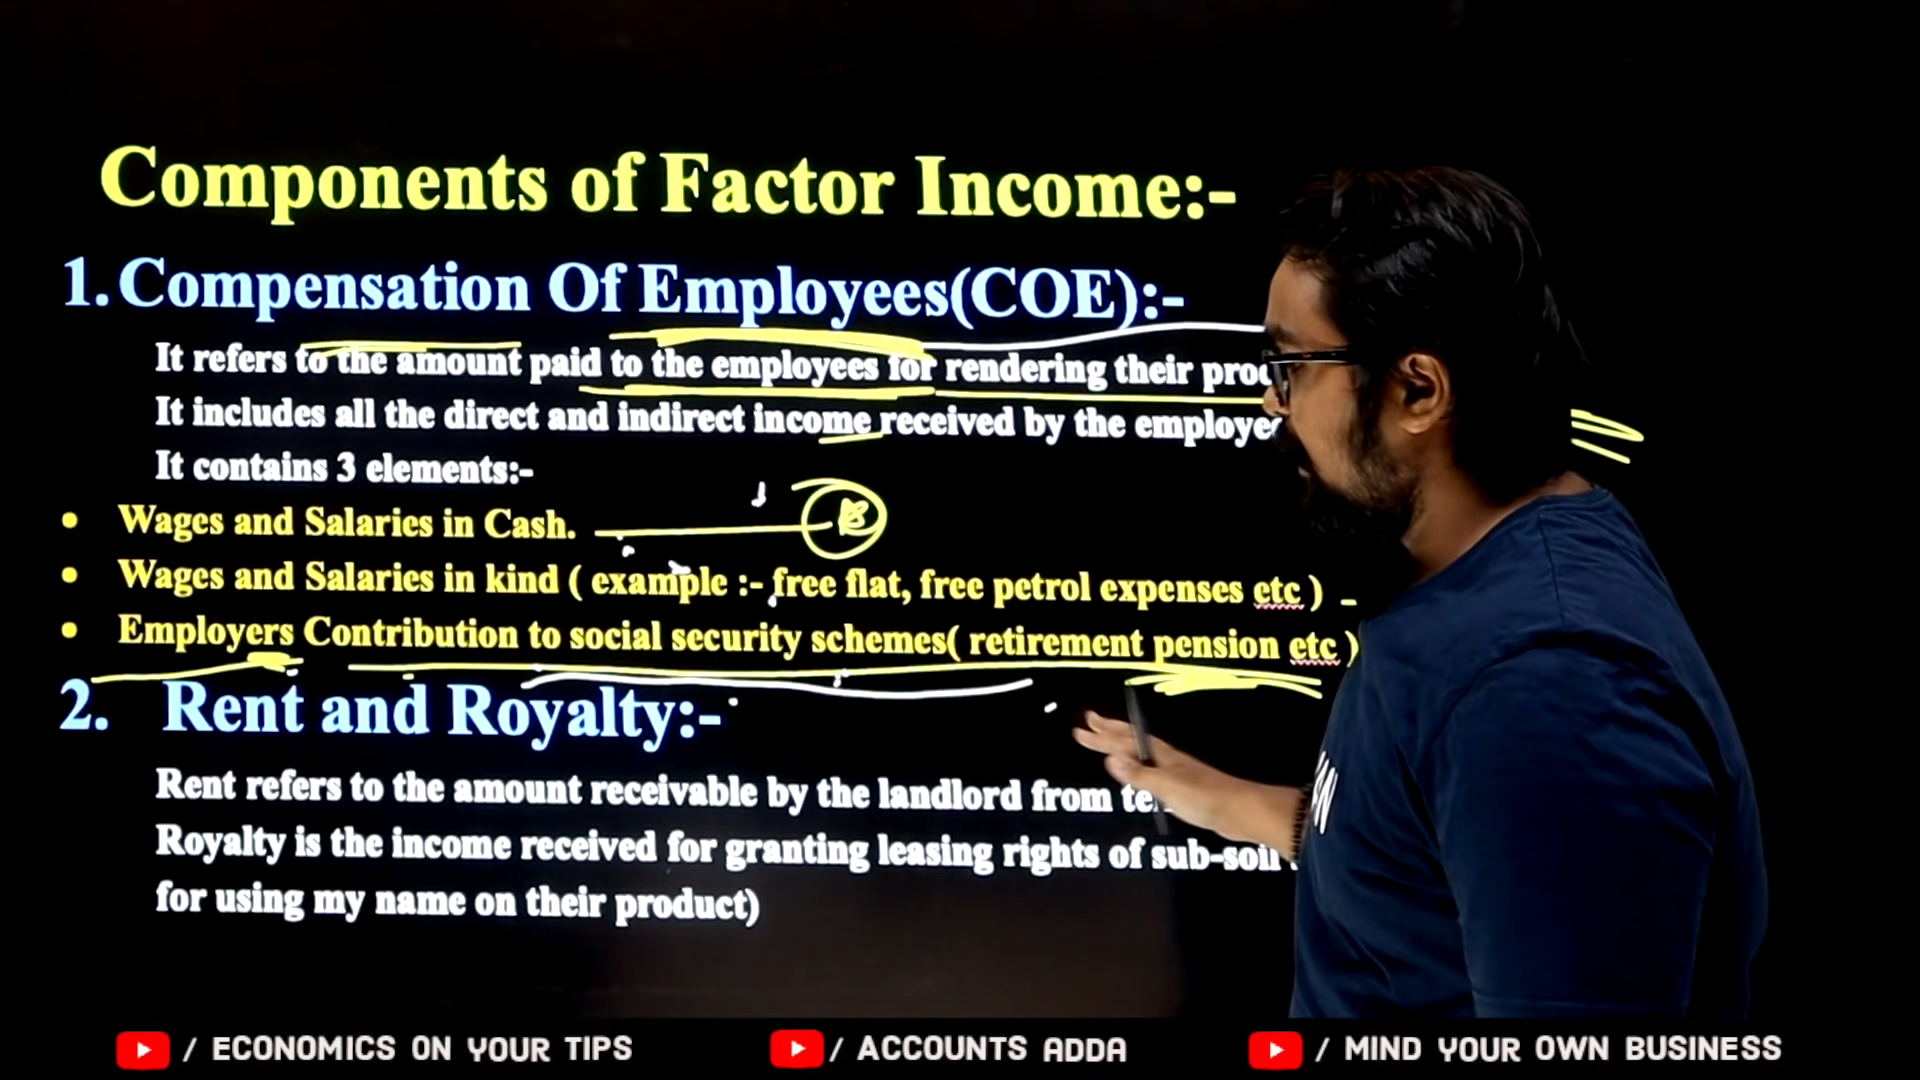 Components of Factor Income:-
1. Compensation Of Employees(COE):-
It refers to the amount paid to the employees for rendering their
It includes all the direct and indirect income received by the
It contains 3 elements:-
• Wages and Salaries in Cash.
• Wages and Salaries in kind ( example :- free flat, free petrol expenses etc )
• Employers Contribution to social security schemes( retirement pension etc )
2. Rent and Royalty:-
Rent refers to the amount receivable by the landlord from
Royalty is the income received for granting leasing rights of sub-soil
for using my name on their product)
/ ECONOMICS ON YOUR TIPS / ACCOUNTS ADDA / MIND YOUR OWN BUSINESS